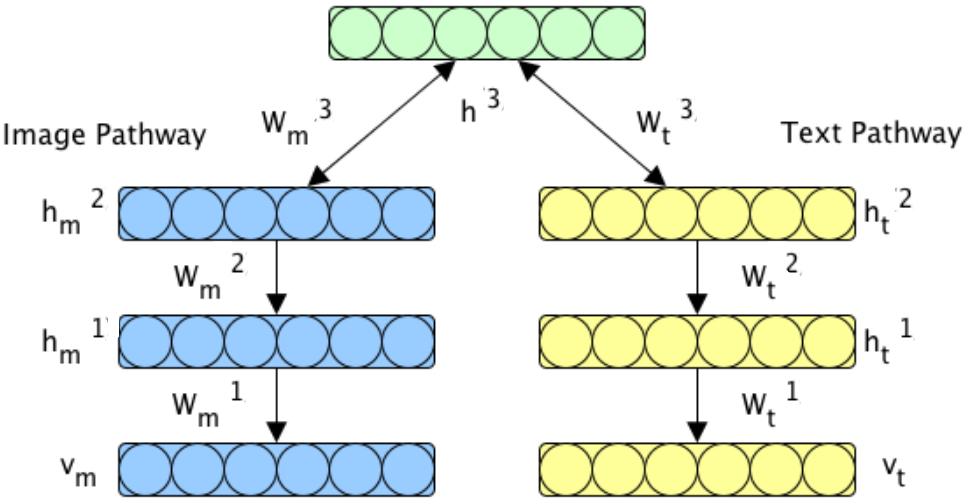 W_m^3
h^3
W_t^3
Image Pathway
Text Pathway
h_m^2
h_t^2
W_m^2
W_t^2
h_m^1
h_t^1
W_m^1
W_t^1
v_m
v_t